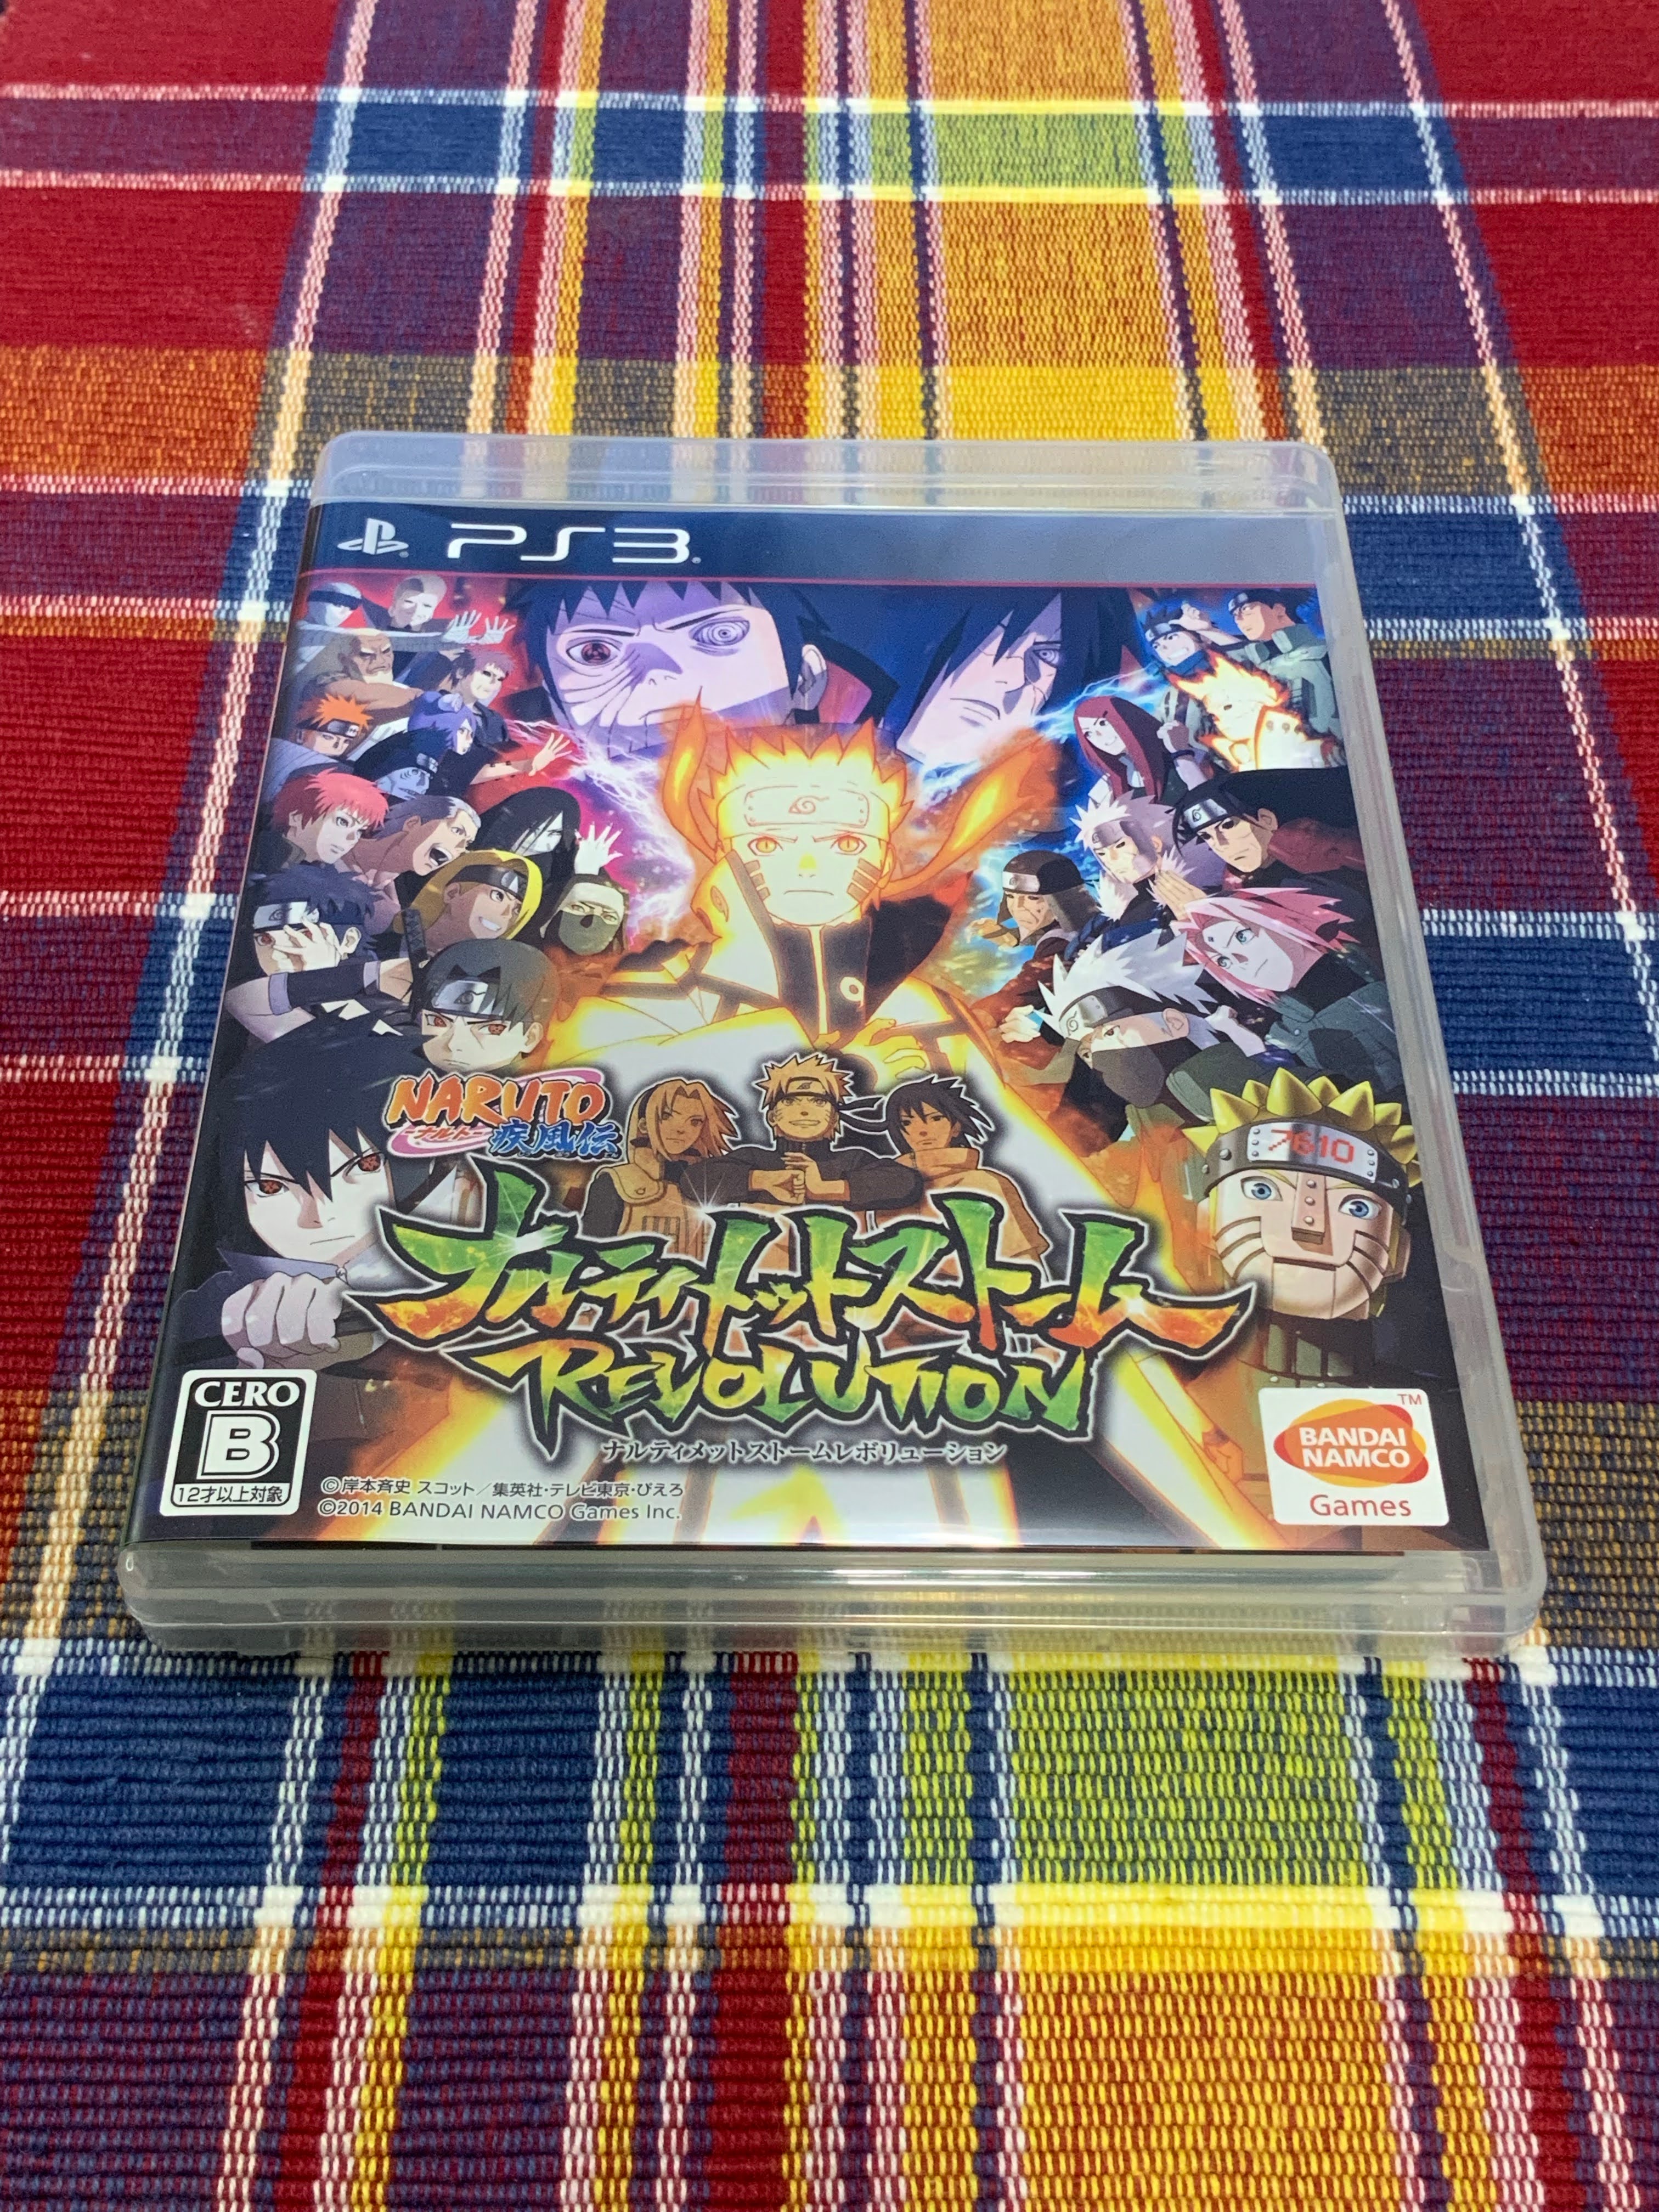 PS3
NARUTO
ナルト
疾風伝
ナルティメットストーム
REVOLUTION
ナルティメットストームレボリューション
7610
CERO
B
12才以上対象
©岸本斉史 スコット／集英社・テレビ東京・ぴえろ
©2014 BANDAI NAMCO Games Inc.
BANDAI
NAMCO
Games
TM